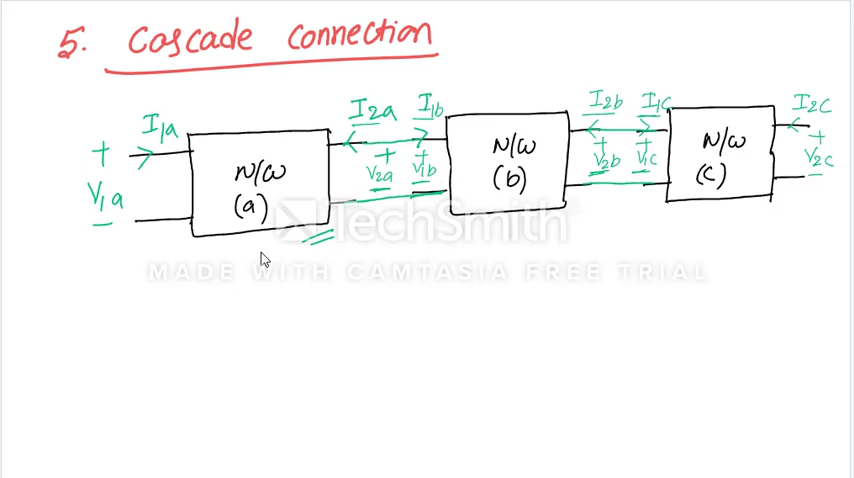 5. Cascade Connection
I1a I2a I1b I2b I1c I2c
+ + + + + +
V1a V2a V1b V2b V1c V2c
- - - - - -
N/W
(a)
N/W
(b)
N/W
(c)
TechSmith
MADE WITH CAMTASIA FREE TRIAL